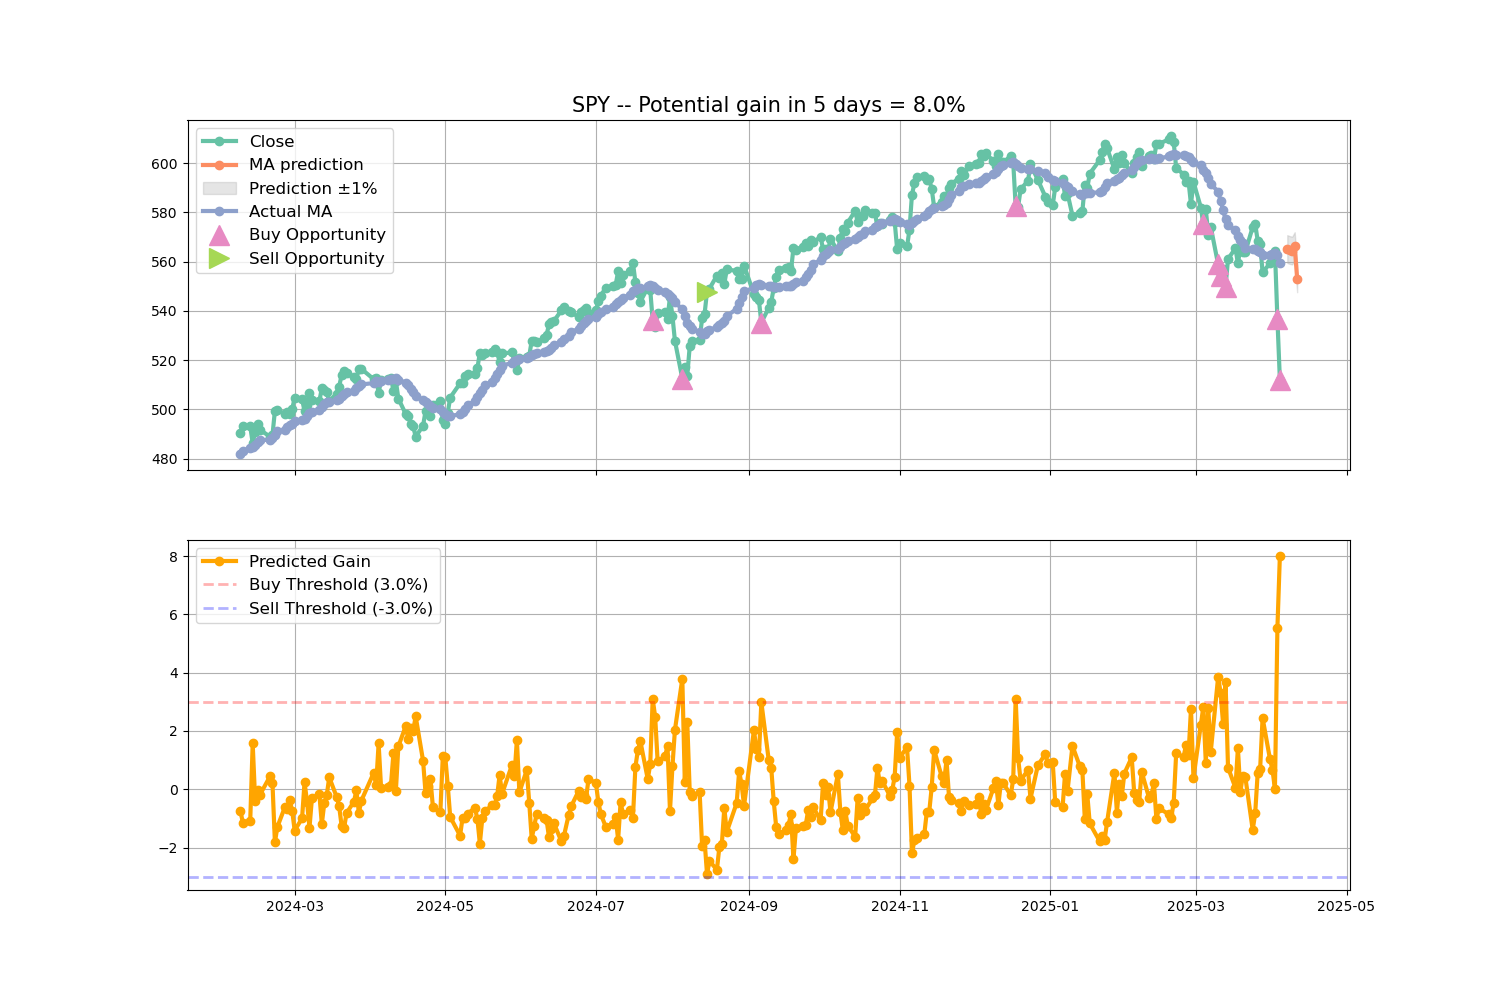 SPY -- Potential gain in 5 days = 8.0%
Close
MA prediction
Prediction ±1%
Actual MA
Buy Opportunity
Sell Opportunity
600
580
560
540
520
500
480
Predicted Gain
Buy Threshold (3.0%)
Sell Threshold (-3.0%)
8
6
4
2
0
−2
2024-03 2024-05 2024-07 2024-09 2024-11 2025-01 2025-03 2025-05